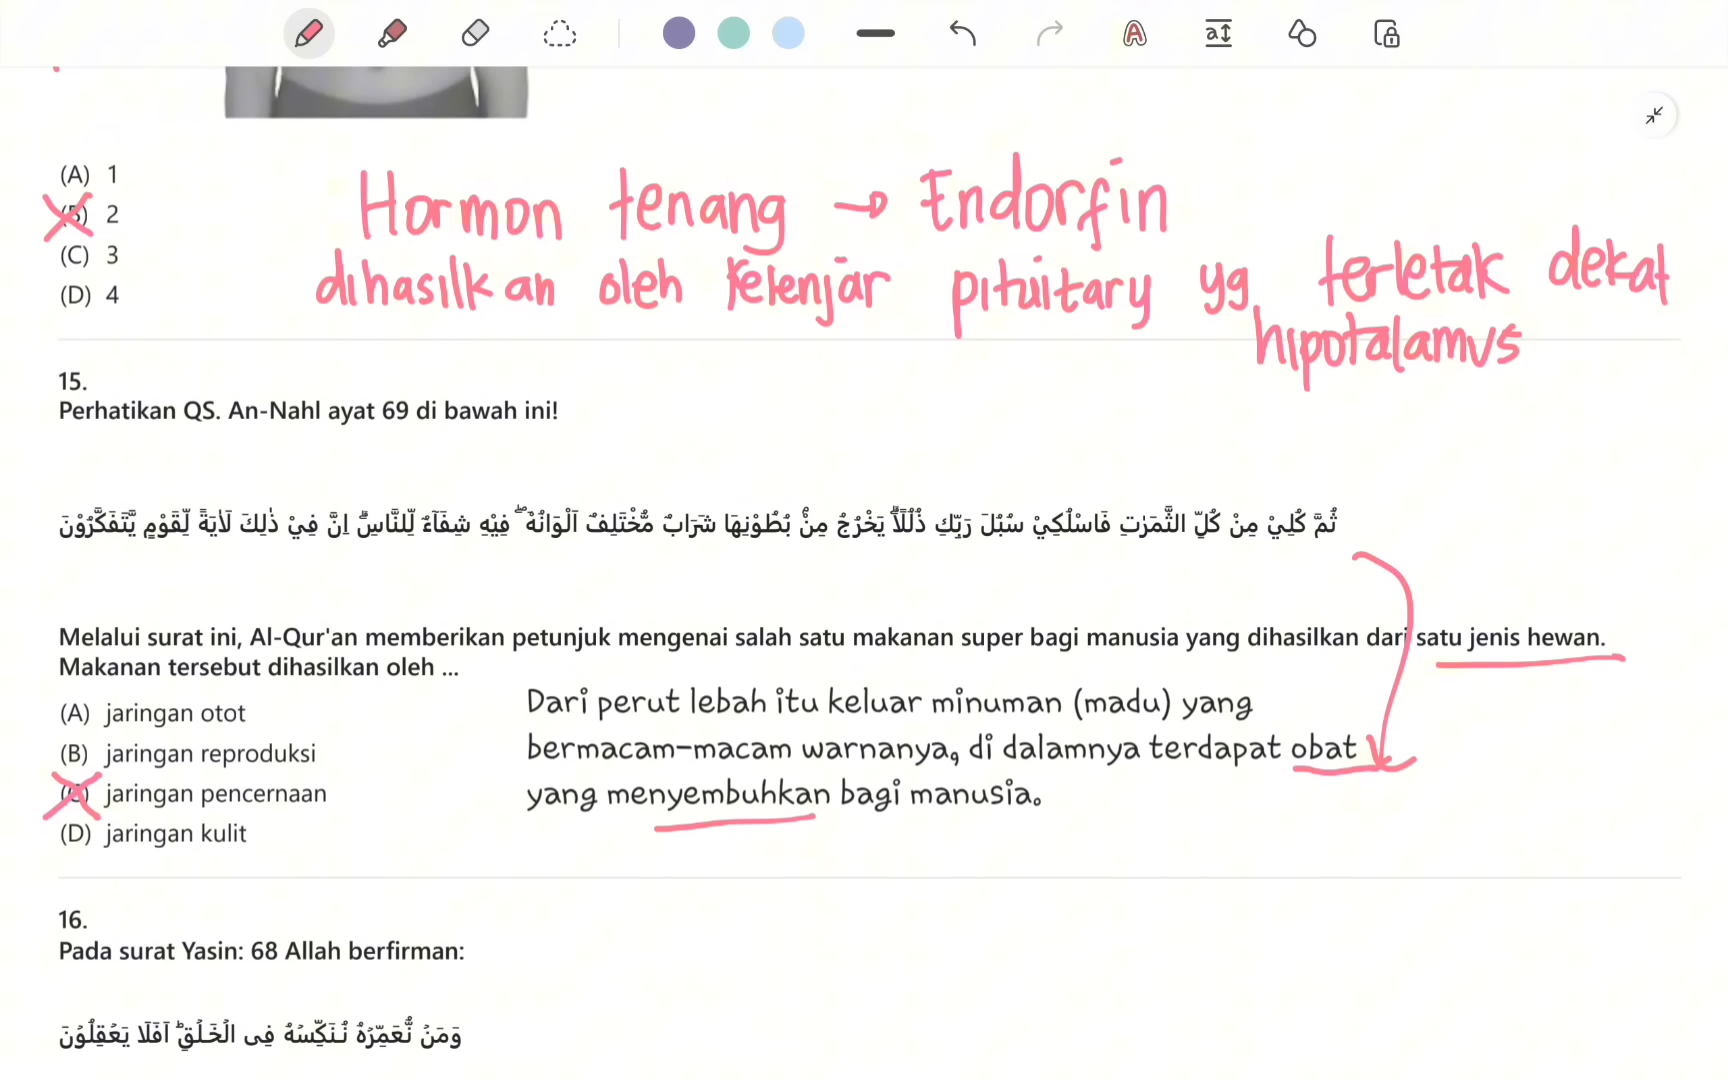 (A) 1
(B) 2
(C) 3
(D) 4
Hormon tenang → Endorfin
dihasilkan oleh kelenjar pituitary yg terletak dekat
hipotalamus
15.
Perhatikan QS. An-Nahl ayat 69 di bawah ini!
ثُمَّ كُلِيْ مِنْ كُلِّ الثَّمَرٰتِ فَاسْلُكِيْ سُبُلَ رَبِّكِ ذُلُلًاۗ يَخْرُجُ مِنْۢ بُطُوْنِهَا شَرَابٌ مُّخْتَلِفٌ اَلْوَانُهٗ ۖفِيْهِ شِفَاۤءٌ لِّلنَّاسِۗ اِنَّ فِيْ ذٰلِكَ لَاٰيَةً لِّقَوْمٍ يَّتَفَكَّرُوْنَ
Melalui surat ini, Al-Qur'an memberikan petunjuk mengenai salah satu makanan super bagi manusia yang dihasilkan dari satu jenis hewan.
Makanan tersebut dihasilkan oleh ...
(A) jaringan otot
(B) jaringan reproduksi
(C) jaringan pencernaan
(D) jaringan kulit
Dari perut lebah itu keluar minuman (madu) yang
bermacam-macam warnanya, di dalamnya terdapat obat
yang menyembuhkan bagi manusia.
16.
Pada surat Yasin: 68 Allah berfirman:
وَمَنْ نُّعَمِّرْهُ نُنَكِّسْهُ فِى الْخَلْقِۗ اَفَلَا يَعْقِلُوْنَ